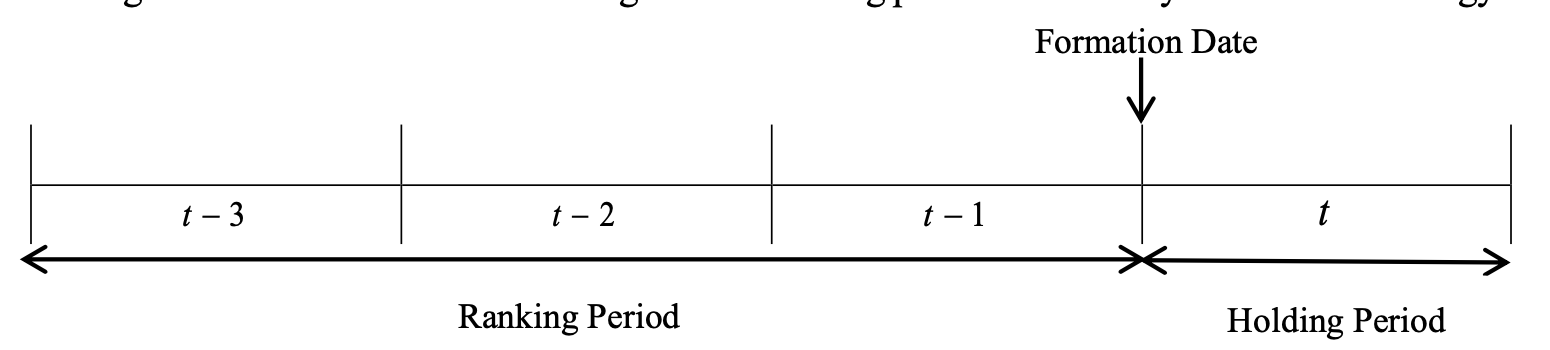 Formation Date
t – 3 t – 2 t – 1 t
Ranking Period
Holding Period